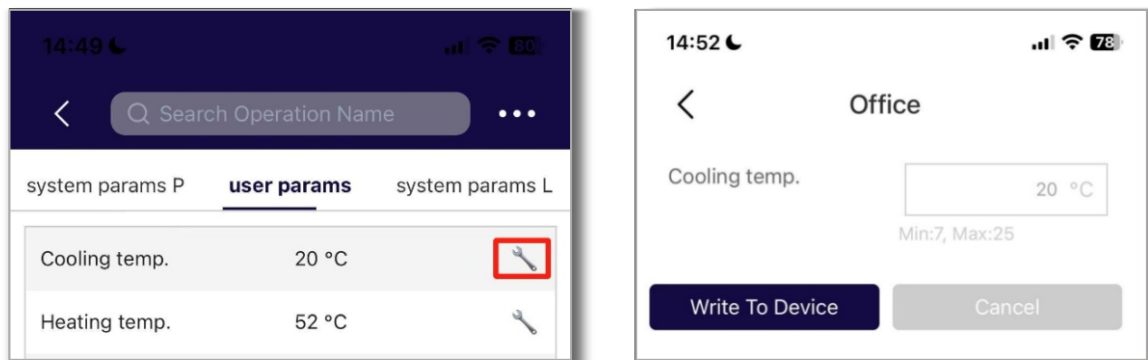 14:49
80
Search Operation Name
system params P user params system params L
Cooling temp. 20 °C
Heating temp. 52 °C
14:52
78
Office
Cooling temp.
20 °C
Min:7, Max:25
Write To Device Cancel